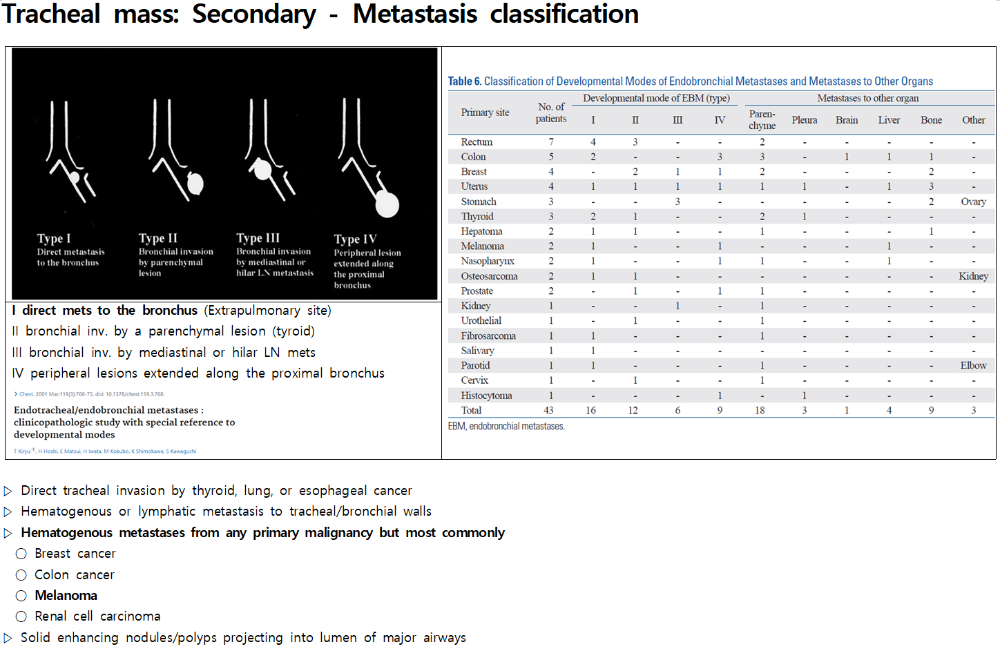 Tracheal mass: Secondary - Metastasis classification
Type I
Direct metastasis
to the bronchus
Type II
Bronchial invasion
by parenchymal
lesion
Type III
Bronchial invasion
by mediastinal or
hilar LN metastasis
Type IV
Peripheral lesion
extended along
the proximal
bronchus
I direct mets to the bronchus (Extrapulmonary site)
II bronchial inv. by a parenchymal lesion (tyroid)
III bronchial inv. by mediastinal or hilar LN mets
IV peripheral lesions extended along the proximal bronchus
> Chest. 2001 Mar;119(3):768-75. doi: 10.1378/chest.119.3.768.
Endotracheal/endobronchial metastases :
clinicopathologic study with special reference to
developmental modes
T Kiryu 1, H Hoshi, E Matsui, H Iwata, M Kokubo, K Shimokawa, S Kawaguchi
Table 6. Classification of Developmental Modes of Endobronchial Metastases and Metastases to Other Organs
Primary site No. of patients Developmental mode of EBM (type) Metastases to other organ
I II III IV Paren-chyme Pleura Brain Liver Bone Other
Rectum 7 4 3 - - 2 - - - - -
Colon 5 2 - - 3 3 - 1 1 1 -
Breast 4 - 2 1 1 2 - - - 2 -
Uterus 4 1 1 1 1 1 1 - 1 3 -
Stomach 3 - - 3 - - - - - 2 Ovary
Thyroid 3 2 1 - - 2 1 - - - -
Hepatoma 2 1 1 - - 1 - - - 1 -
Melanoma 2 1 - - 1 - - - 1 - -
Nasopharynx 2 1 - - 1 1 - - 1 - -
Osteosarcoma 2 1 1 - - - - - - - Kidney
Prostate 2 - 1 - 1 1 - - - - -
Kidney 1 - - 1 - 1 - - - - -
Urothelial 1 - 1 - - 1 - - - - -
Fibrosarcoma 1 1 - - - 1 - - - - -
Salivary 1 1 - - - - - - - - -
Parotid 1 1 - - - 1 - - - - Elbow
Cervix 1 - 1 - - 1 - - - - -
Histocytoma 1 - - - 1 - 1 - - - -
Total 43 16 12 6 9 18 3 1 4 9 3
EBM, endobronchial metastases.
▷ Direct tracheal invasion by thyroid, lung, or esophageal cancer
▷ Hematogenous or lymphatic metastasis to tracheal/bronchial walls
▷ Hematogenous metastases from any primary malignancy but most commonly
○ Breast cancer
○ Colon cancer
○ Melanoma
○ Renal cell carcinoma
▷ Solid enhancing nodules/polyps projecting into lumen of major airways